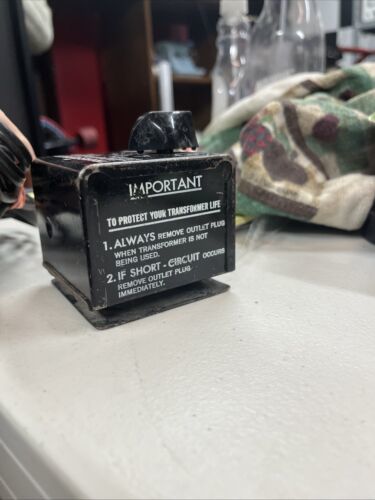 IMPORTANT
TO PROTECT YOUR TRANSFORMER LIFE
1. ALWAYS REMOVE OUTLET PLUG
WHEN TRANSFORMER IS NOT
BEING USED.
2. IF SHORT-CIRCUIT OCCURS
REMOVE OUTLET PLUG
IMMEDIATELY.